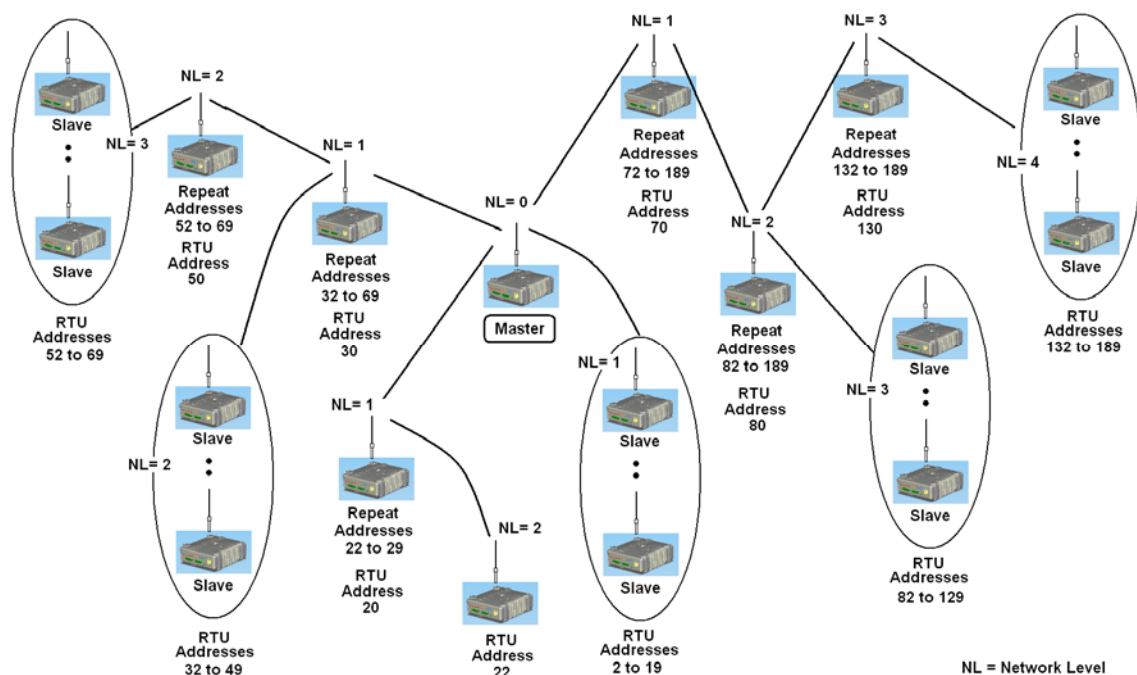 NL= 1
NL= 3
NL= 2
Slave
NL= 3
NL= 1
Repeat
Addresses
72 to 189
RTU
Address
70
Repeat
Addresses
132 to 189
RTU
Address
130
Slave
NL= 4
Slave
RTU
Addresses
132 to 189
Repeat
Addresses
52 to 69
RTU
Address
50
Slave
RTU
Addresses
52 to 69
NL= 0
Master
NL= 2
Repeat
Addresses
32 to 69
RTU
Address
30
Repeat
Addresses
82 to 189
RTU
Address
80
Slave
NL= 3
Slave
RTU
Addresses
82 to 129
Slave
NL= 2
Slave
RTU
Addresses
32 to 49
NL= 1
Repeat
Addresses
22 to 29
RTU
Address
20
NL= 2
RTU
Address
22
NL= 1
Slave
Slave
RTU
Addresses
2 to 19
NL = Network Level